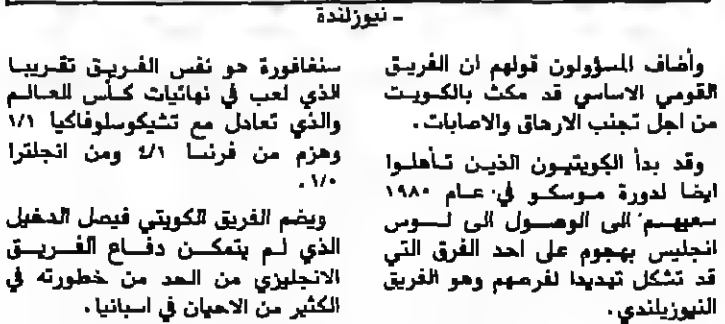 ـ نيوزلندة
وأضاف المسؤولون قولهم ان الفريق
القومي الاساسي قد مكث بالكويت
من اجل تجنب الارهاق والاصابات .
وقد بدأ الكويتيون الذين تأهلوا
ايضا لدورة موسكو في عام ١٩٨٠
سعيهم الى الوصول الى لوس
انجليس بهجوم على احد الفرق التي
قد تشكل تهديدا لفرصهم وهو الفريق
النيوزيلندي .
سنغافورة هو نفس الفريق تقريبا
الذي لعب في نهائيات كأس العالم
والذي تعادل مع تشيكوسلوفاكيا ١/١
وهزم من فرنسا ٤/١ ومن انجلترا
١/٠ .
ويضم الفريق الكويتي فيصل الدخيل
الذي لم يتمكن دفاع الفريق
الانجليزي من الحد من خطورته في
الكثير من الاحيان في اسبانيا .